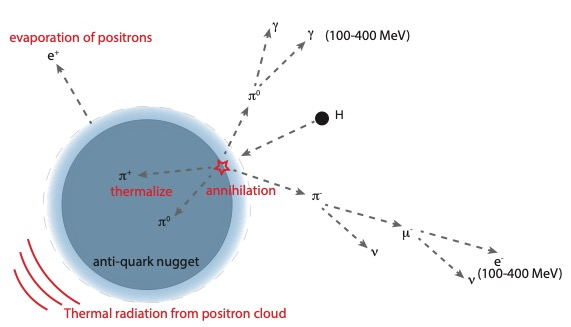 γ
γ (100-400 MeV)
evaporation of positrons
e⁺
π⁰
H
π⁺
thermalize
annihilation
π⁻
π⁰
μ⁻
ν
anti-quark nugget
e⁻
ν (100-400 MeV)
Thermal radiation from positron cloud